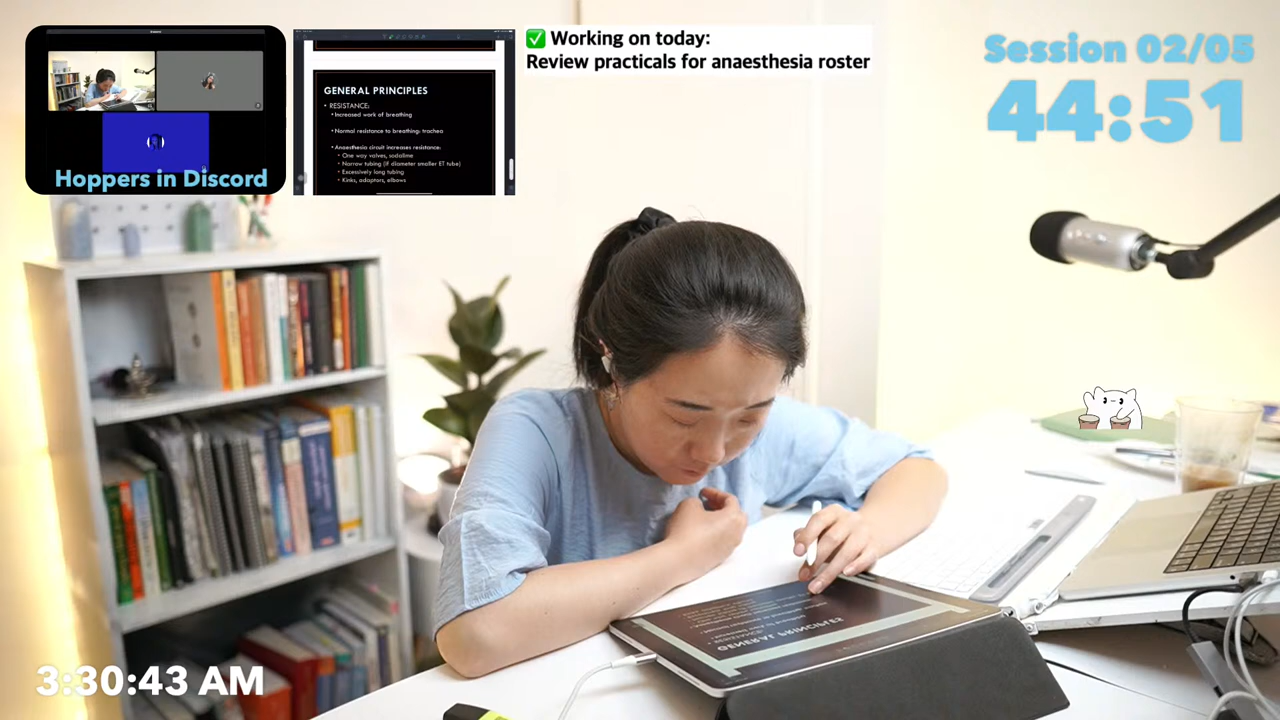 Hoppers in Discord
GENERAL PRINCIPLES
• RESISTANCE:
• Increased work of breathing
• Normal resistance to breathing: trachea
• Anaesthesia circuit increases resistance:
• One way valves, sodalime
• Narrow tubing (if diameter smaller ET tube)
• Excessively long tubing
• Kinks, adaptors, elbows
✅ Working on today:
Review practicals for anaesthesia roster
Session 02/05
44:51
GENERAL PRINCIPLES
3:30:43 AM